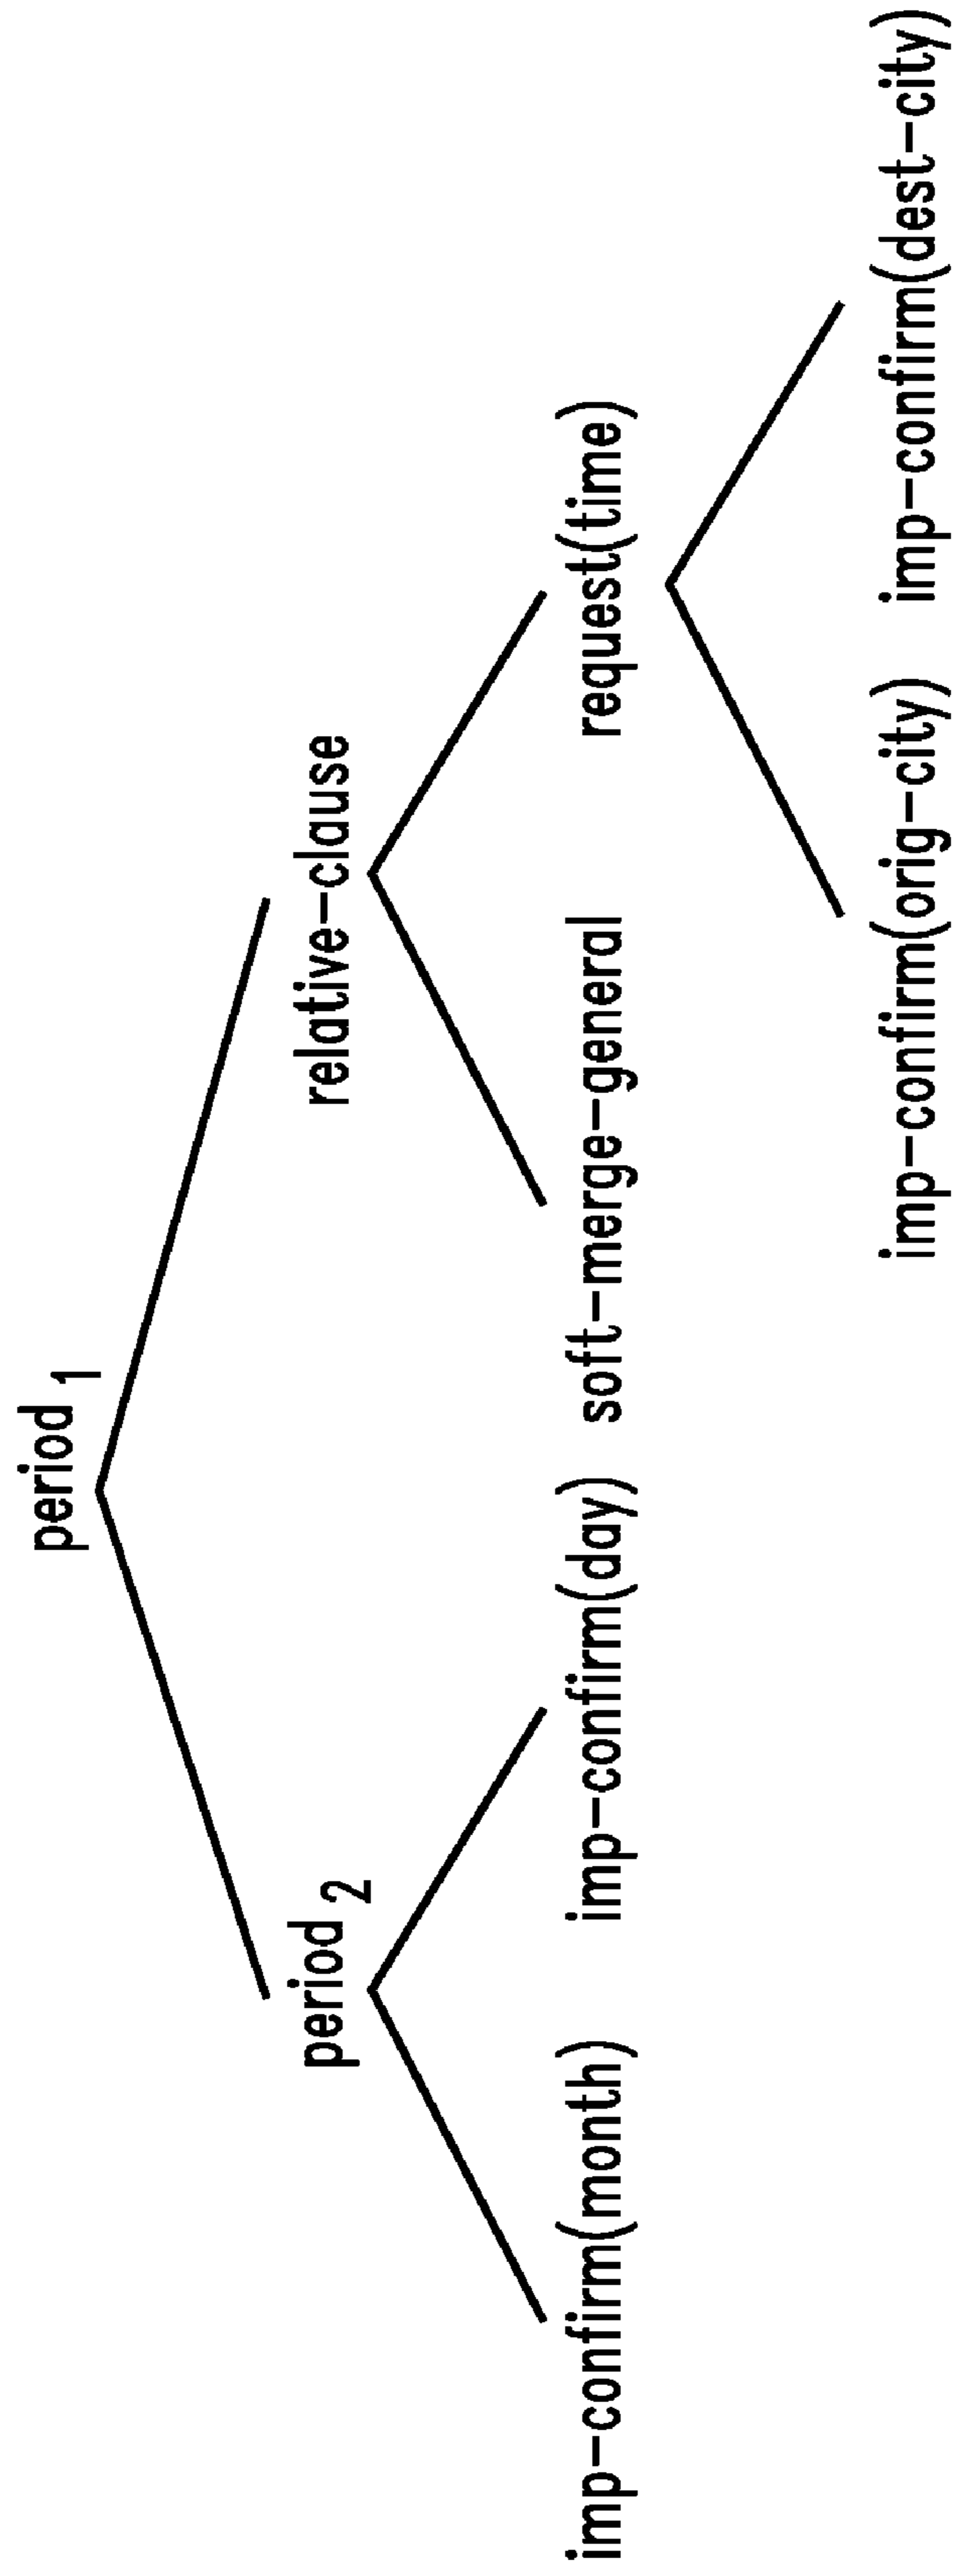 period 1
period 2
relative-clause
imp-confirm(month)
imp-confirm(day)
soft-merge-general
request(time)
imp-confirm(orig-city)
imp-confirm(dest-city)